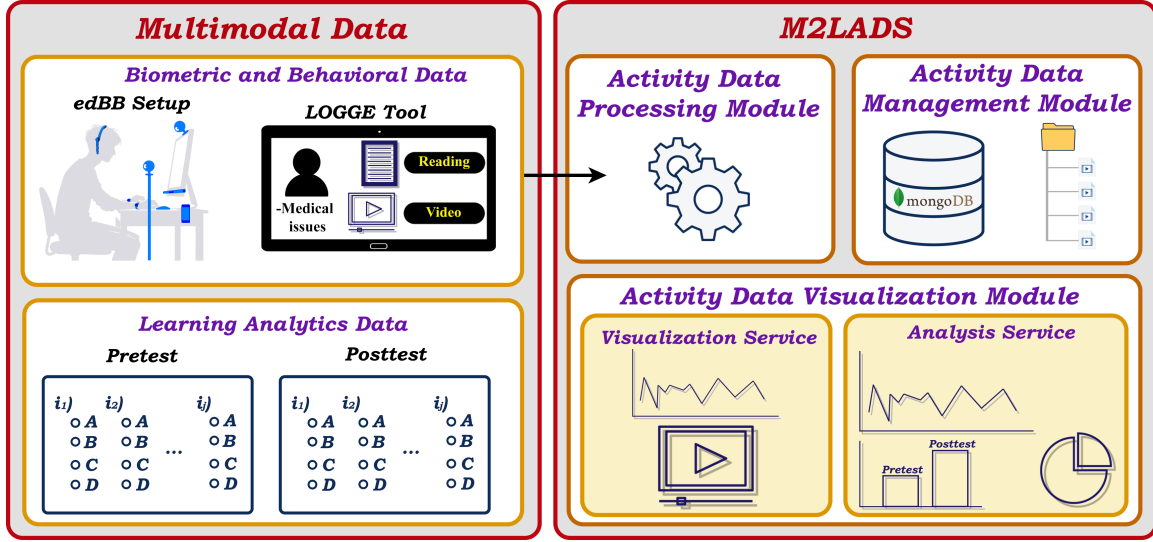 Multimodal Data
Biometric and Behavioral Data
edBB Setup
LOGGE Tool
Reading
-Medical
issues
Video
Learning Analytics Data
Pretest
Posttest
i1) i2) ij)
A A A
B B B
... 
C C C
D D D
i1) i2) ij)
A A A
B B B
...
C C C
D D D
M2LADS
Activity Data
Processing Module
Activity Data
Management Module
mongoDB
Activity Data Visualization Module
Visualization Service
Analysis Service
Posttest
Pretest